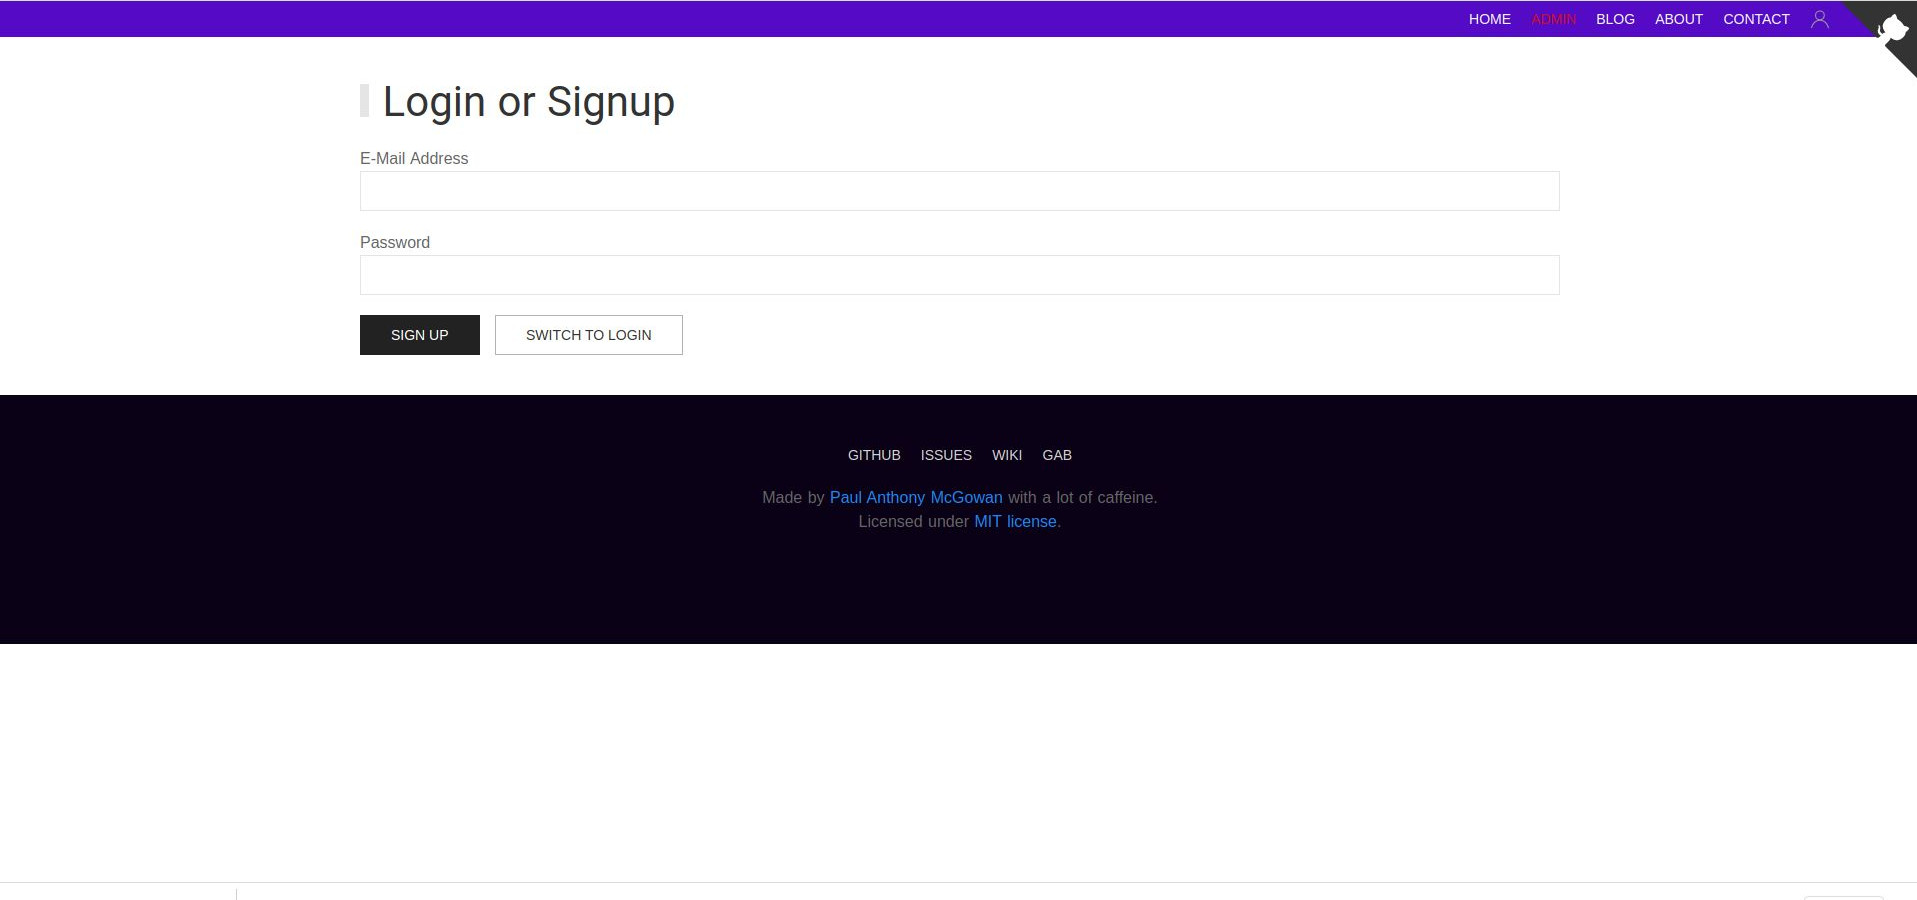 HOME ADMIN BLOG ABOUT CONTACT
Login or Signup
E-Mail Address
Password
SIGN UP SWITCH TO LOGIN
GITHUB ISSUES WIKI GAB
Made by Paul Anthony McGowan with a lot of caffeine.
Licensed under MIT license.